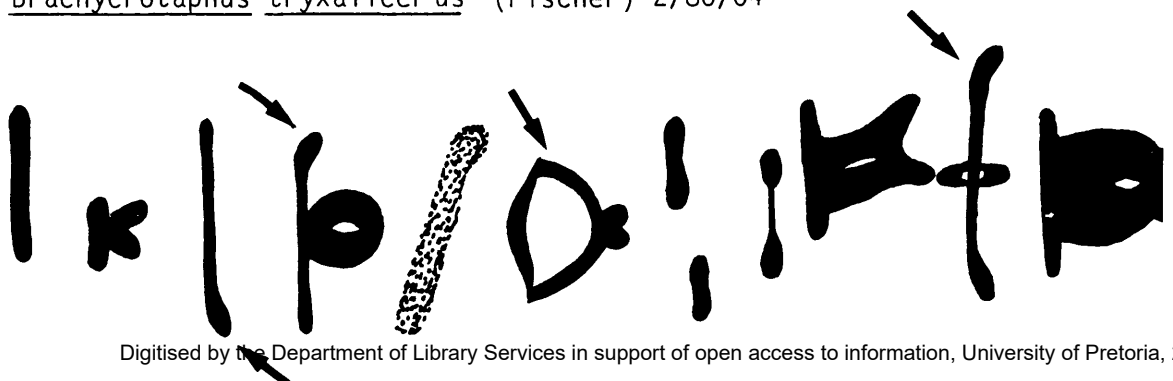 Brachycrotaphus tryxalicerus (Fischer)
Digitised by the Department of Library Services in support of open access to information, University of Pretoria,